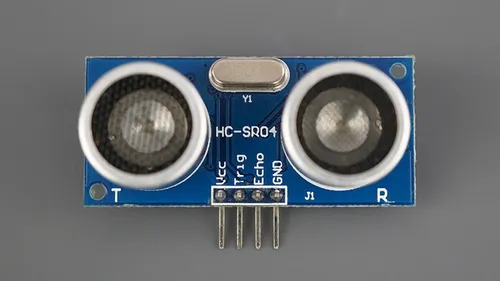 Y1
HC-SR04
Vcc
Trig
Echo
GND
T
J1
R